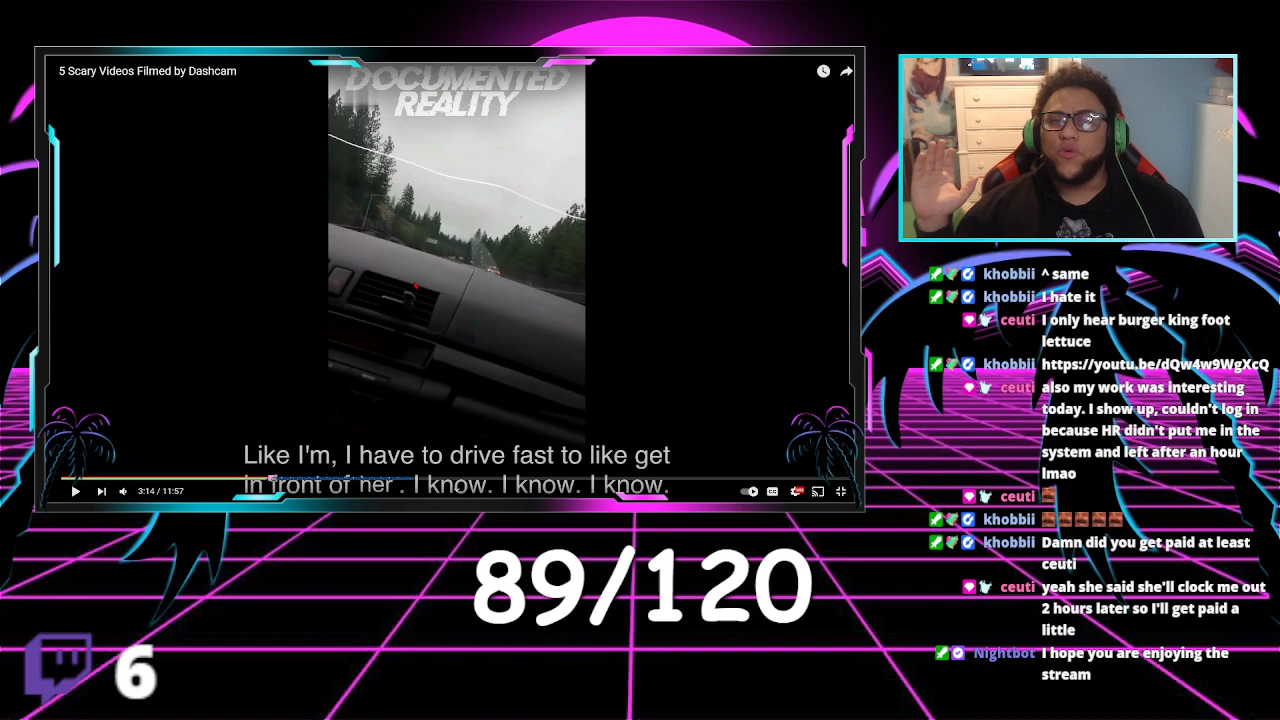 5 Scary Videos Filmed by Dashcam
DOCUMENTED
REALITY
Like I'm, I have to drive fast to like get
in front of her . I know. I know. I know.
3:14 / 11:57
khobbii ^ same
khobbii I hate it
ceuti I only hear burger king foot
lettuce
khobbii https://youtu.be/dQw4w9WgXcQ
ceuti also my work was interesting
today. I show up, couldn't log in
because HR didn't put me in the
system and left after an hour
lmao
ceuti
khobbii
khobbii Damn did you get paid at least
ceuti
ceuti yeah she said she'll clock me out
2 hours later so I'll get paid a
little
Nightbot I hope you are enjoying the
stream
89/120
6